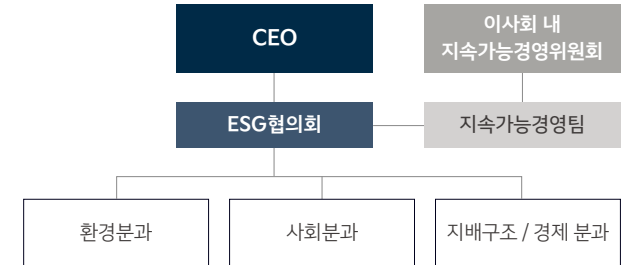 CEO
이사회 내
지속가능경영위원회
ESG협의회
지속가능경영팀
환경분과
사회분과
지배구조 / 경제 분과